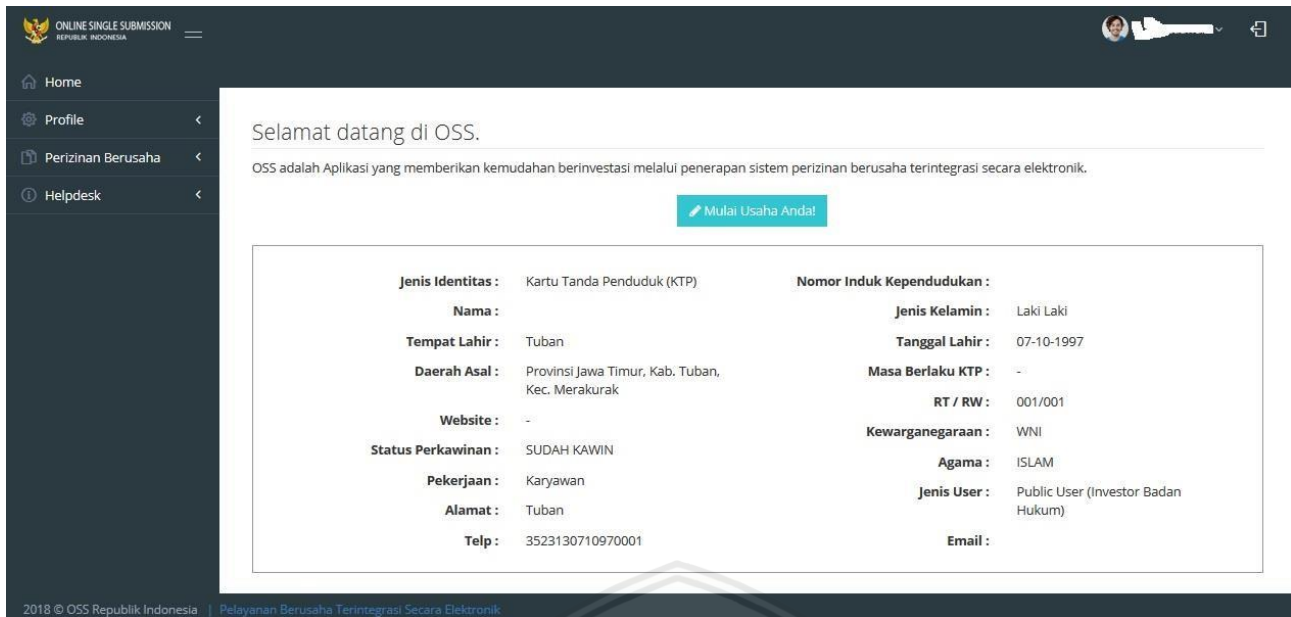 ONLINE SINGLE SUBMISSION
REPUBLIK INDONESIA
Home
Profile
Perizinan Berusaha
Helpdesk
Selamat datang di OSS.
OSS adalah Aplikasi yang memberikan kemudahan berinvestasi melalui penerapan sistem perizinan berusaha terintegrasi secara elektronik.
Mulai Usaha Anda!
Jenis Identitas : Kartu Tanda Penduduk (KTP)
Nama :
Tempat Lahir : Tuban
Daerah Asal : Provinsi Jawa Timur, Kab. Tuban,
Kec. Merakurak
Website : -
Status Perkawinan : SUDAH KAWIN
Pekerjaan : Karyawan
Alamat : Tuban
Telp : 3523130710970001
Nomor Induk Kependudukan :
Jenis Kelamin : Laki Laki
Tanggal Lahir : 07-10-1997
Masa Berlaku KTP : -
RT / RW : 001/001
Kewarganegaraan : WNI
Agama : ISLAM
Jenis User : Public User (Investor Badan
Hukum)
Email :
2018 © OSS Republik Indonesia | Pelayanan Berusaha Terintegrasi Secara Elektronik